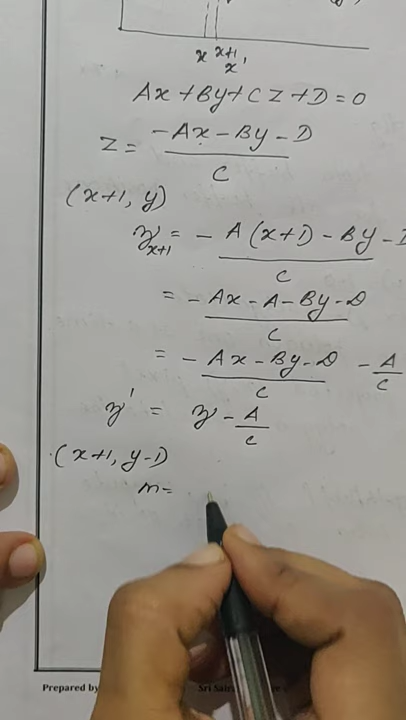 x x+1,
x
Ax + By + CZ + D = 0
Z = -Ax - By - D
C
(x+1, y)
z x+1 = - A(x+1) - By - D
C
= - Ax - A - By - D
C
= - Ax - By - D - A
C C
z' = z - A
C
(x+1, y-1)
m =
Prepared by Sri Sai